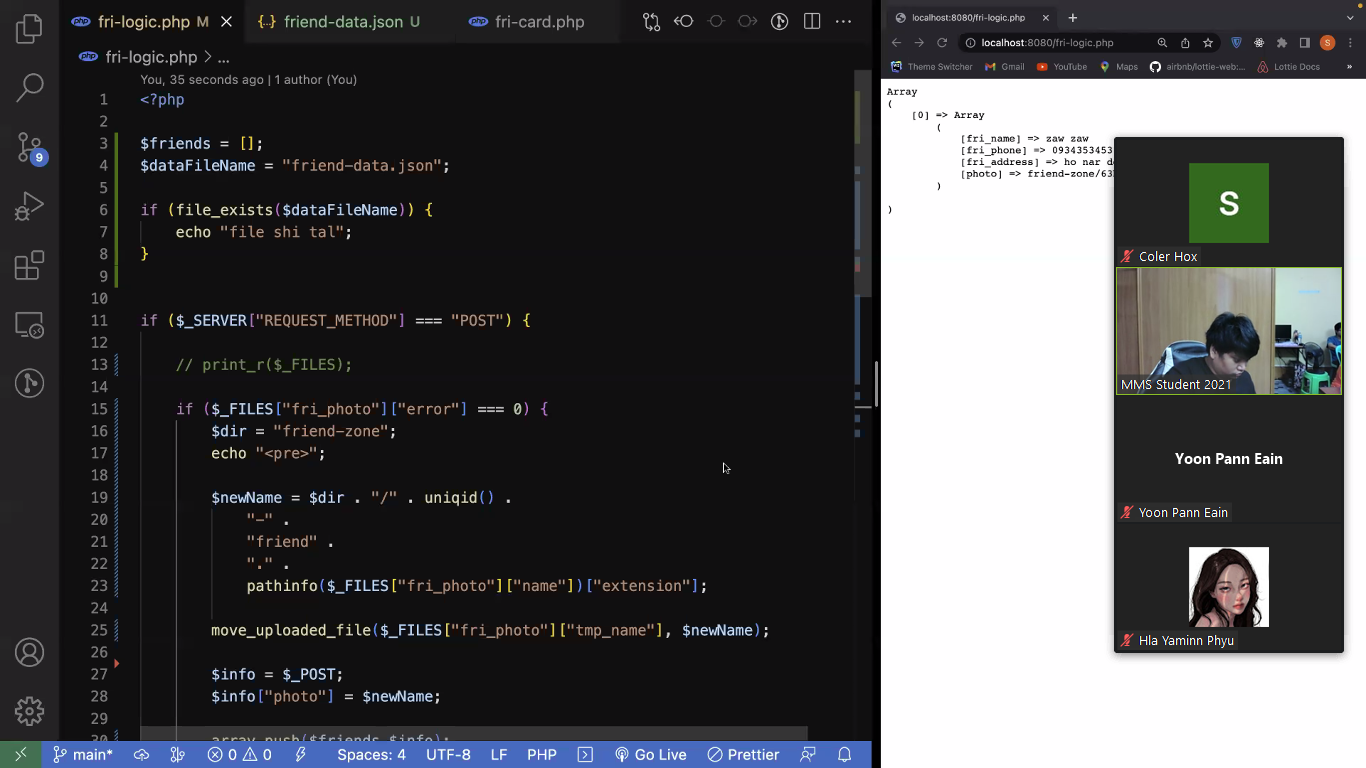 fri-logic.php M
friend-data.json U
fri-card.php
fri-logic.php > ...
You, 35 seconds ago | 1 author (You)
1 <?php
2
3 $friends = [];
4 $dataFileName = "friend-data.json";
5
6 if (file_exists($dataFileName)) {
7 echo "file shi tal";
8 }
9
10
11 if ($_SERVER["REQUEST_METHOD"] === "POST") {
12
13 // print_r($_FILES);
14
15 if ($_FILES["fri_photo"]["error"] === 0) {
16 $dir = "friend-zone";
17 echo "<pre>";
18
19 $newName = $dir . "/" . uniqid() .
20 "—" .
21 "friend" .
22 "." .
23 pathinfo($_FILES["fri_photo"]["name"])["extension"];
24
25 move_uploaded_file($_FILES["fri_photo"]["tmp_name"], $newName);
26
27 $info = $_POST;
28 $info["photo"] = $newName;
29
30 array_push($friends,$info);
9
main*
0 0
Spaces: 4
UTF-8
LF
PHP
Go Live
Prettier
localhost:8080/fri-logic.php
localhost:8080/fri-logic.php
S
Theme Switcher
Gmail
YouTube
Maps
airbnb/lottie-web:...
Lottie Docs
»
Array
(
[0] => Array
(
[fri_name] => zaw zaw
[fri_phone] => 0934353453
[fri_address] => ho nar d
[photo] => friend-zone/63
)
)
S
Coler Hox
MMS Student 2021
Yoon Pann Eain
Yoon Pann Eain
Hla Yaminn Phyu